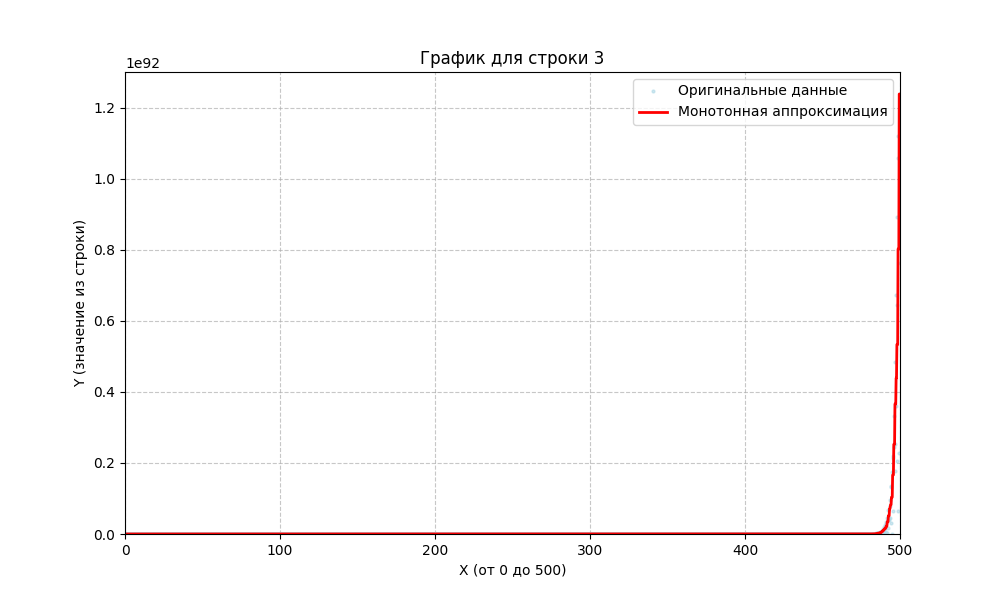 График для строки 3
1e92
Оригинальные данные
Монотонная аппроксимация
1.2
1.0
0.8
0.6
0.4
0.2
0.0
Y (значение из строки)
0 100 200 300 400 500
X (от 0 до 500)